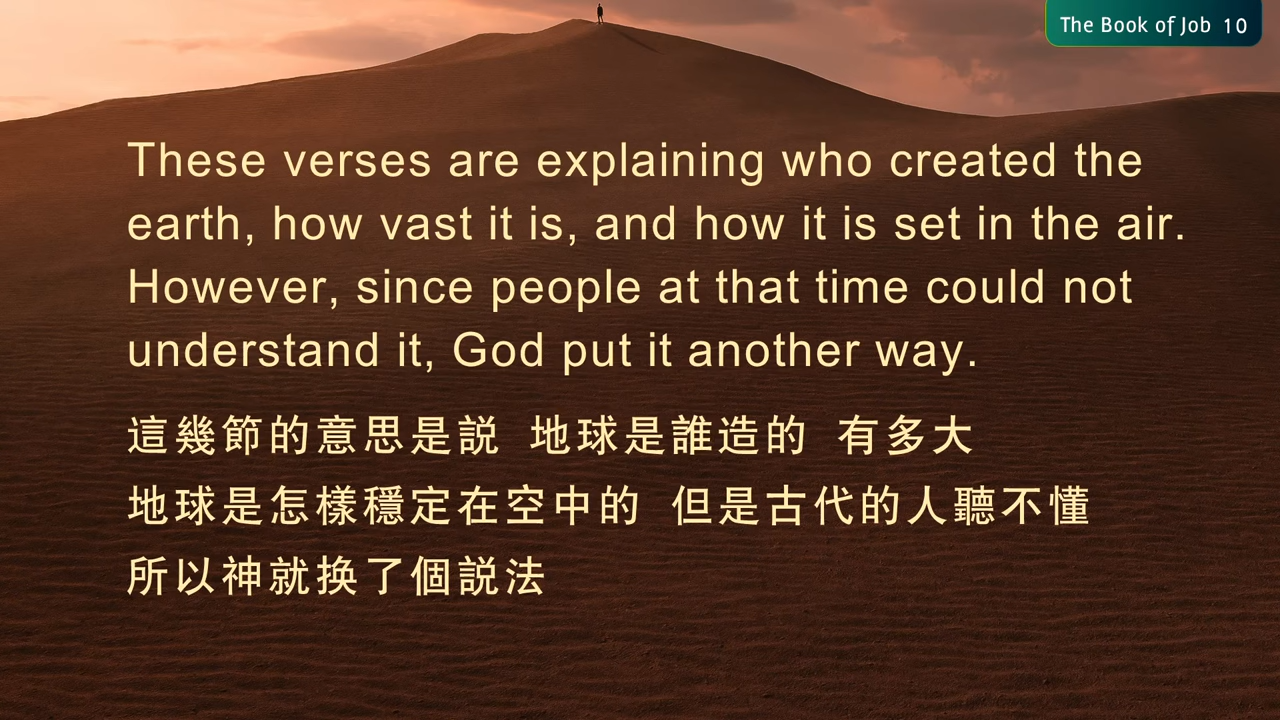 The Book of Job 10
These verses are explaining who created the
earth, how vast it is, and how it is set in the air.
However, since people at that time could not
understand it, God put it another way.
這幾節的意思是説 地球是誰造的 有多大
地球是怎樣穩定在空中的 但是古代的人聽不懂
所以神就换了個説法